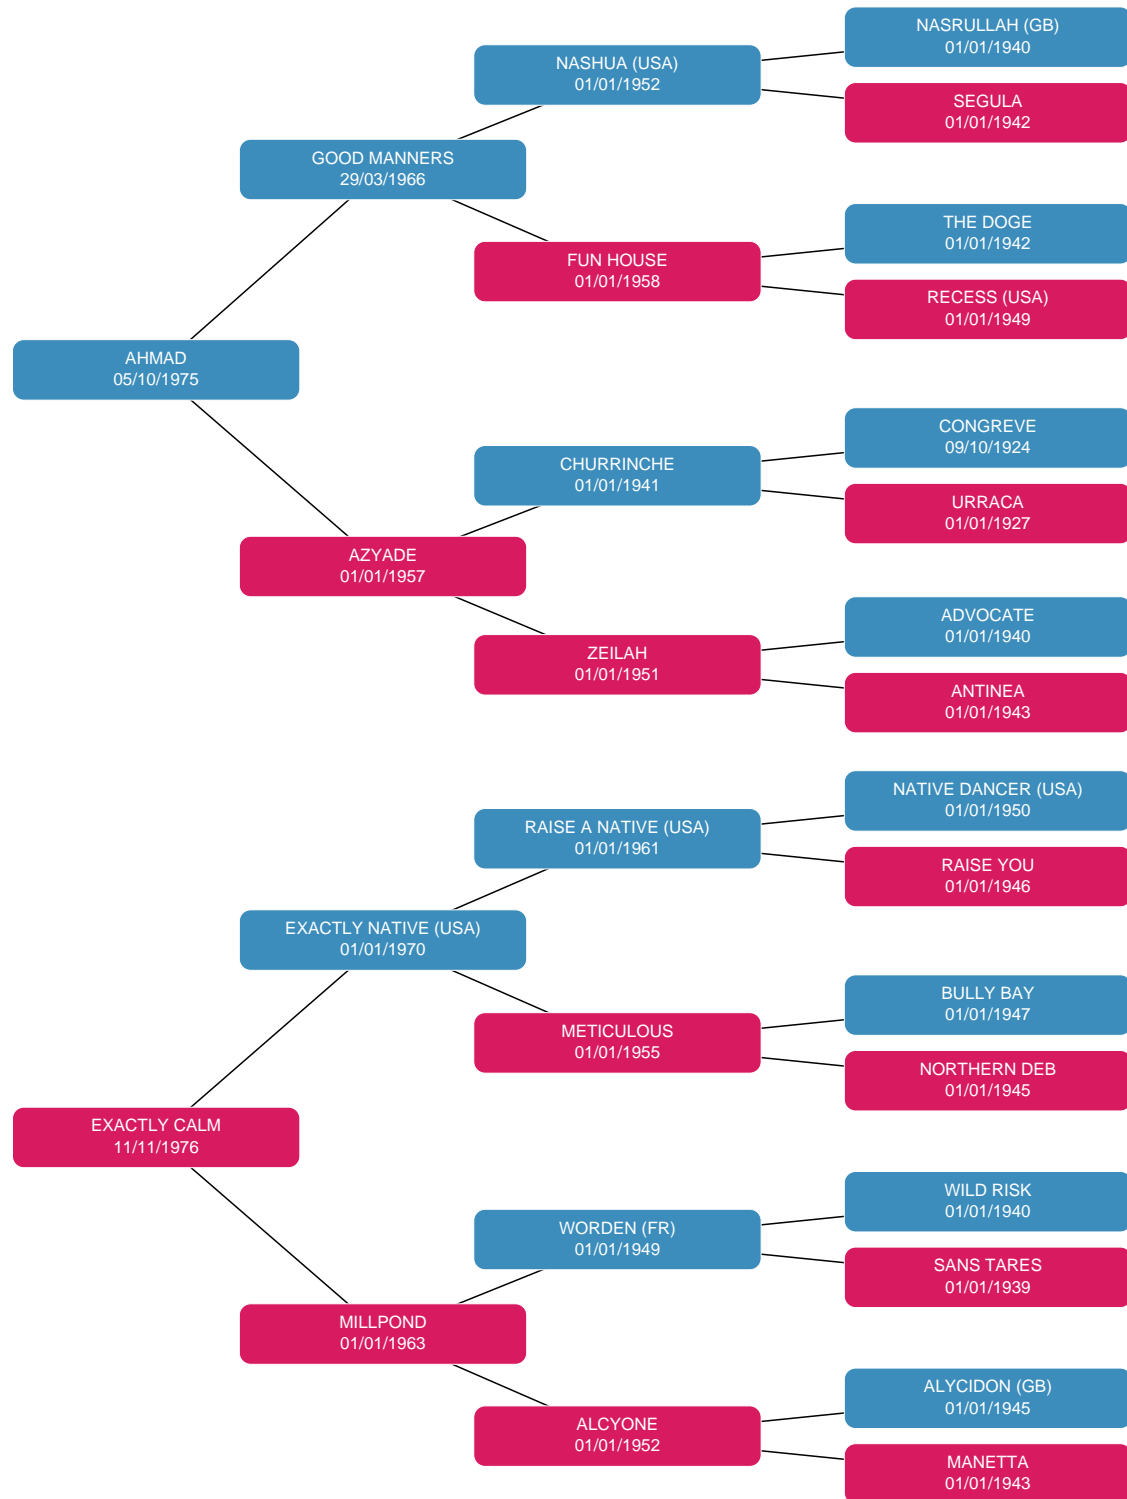 NASRULLAH (GB)
01/01/1940
NASHUA (USA)
01/01/1952
SEGULA
01/01/1942
GOOD MANNERS
29/03/1966
THE DOGE
01/01/1942
FUN HOUSE
01/01/1958
RECESS (USA)
01/01/1949
AHMAD
05/10/1975
CONGREVE
09/10/1924
CHURRINCHE
01/01/1941
URRACA
01/01/1927
AZYADE
01/01/1957
ADVOCATE
01/01/1940
ZEILAH
01/01/1951
ANTINEA
01/01/1943
NATIVE DANCER (USA)
01/01/1950
RAISE A NATIVE (USA)
01/01/1961
RAISE YOU
01/01/1946
EXACTLY NATIVE (USA)
01/01/1970
BULLY BAY
01/01/1947
METICULOUS
01/01/1955
NORTHERN DEB
01/01/1945
EXACTLY CALM
11/11/1976
WILD RISK
01/01/1940
WORDEN (FR)
01/01/1949
SANS TARES
01/01/1939
MILLPOND
01/01/1963
ALYCIDON (GB)
01/01/1945
ALCYONE
01/01/1952
MANETTA
01/01/1943